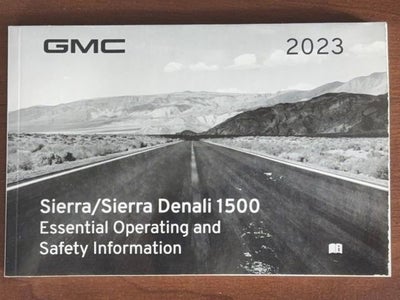 GMC 2023
Sierra/Sierra Denali 1500
Essential Operating and
Safety Information